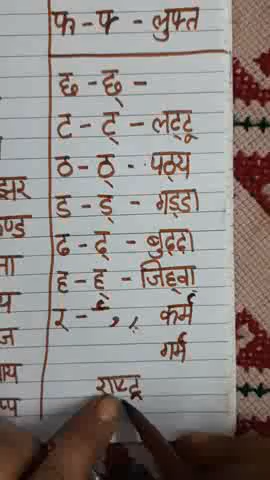 फ - फ्‍ - लुफ्त
छ - छ् -
ट - ट् - लट्टू
ठ - ठ् - पठ्य
ड - ड् - गड्डा
ढ - ढ् - बुढ्ढा
ह - ह् - जिह्वा
र - कर्म
गर्म
राष्ट्र